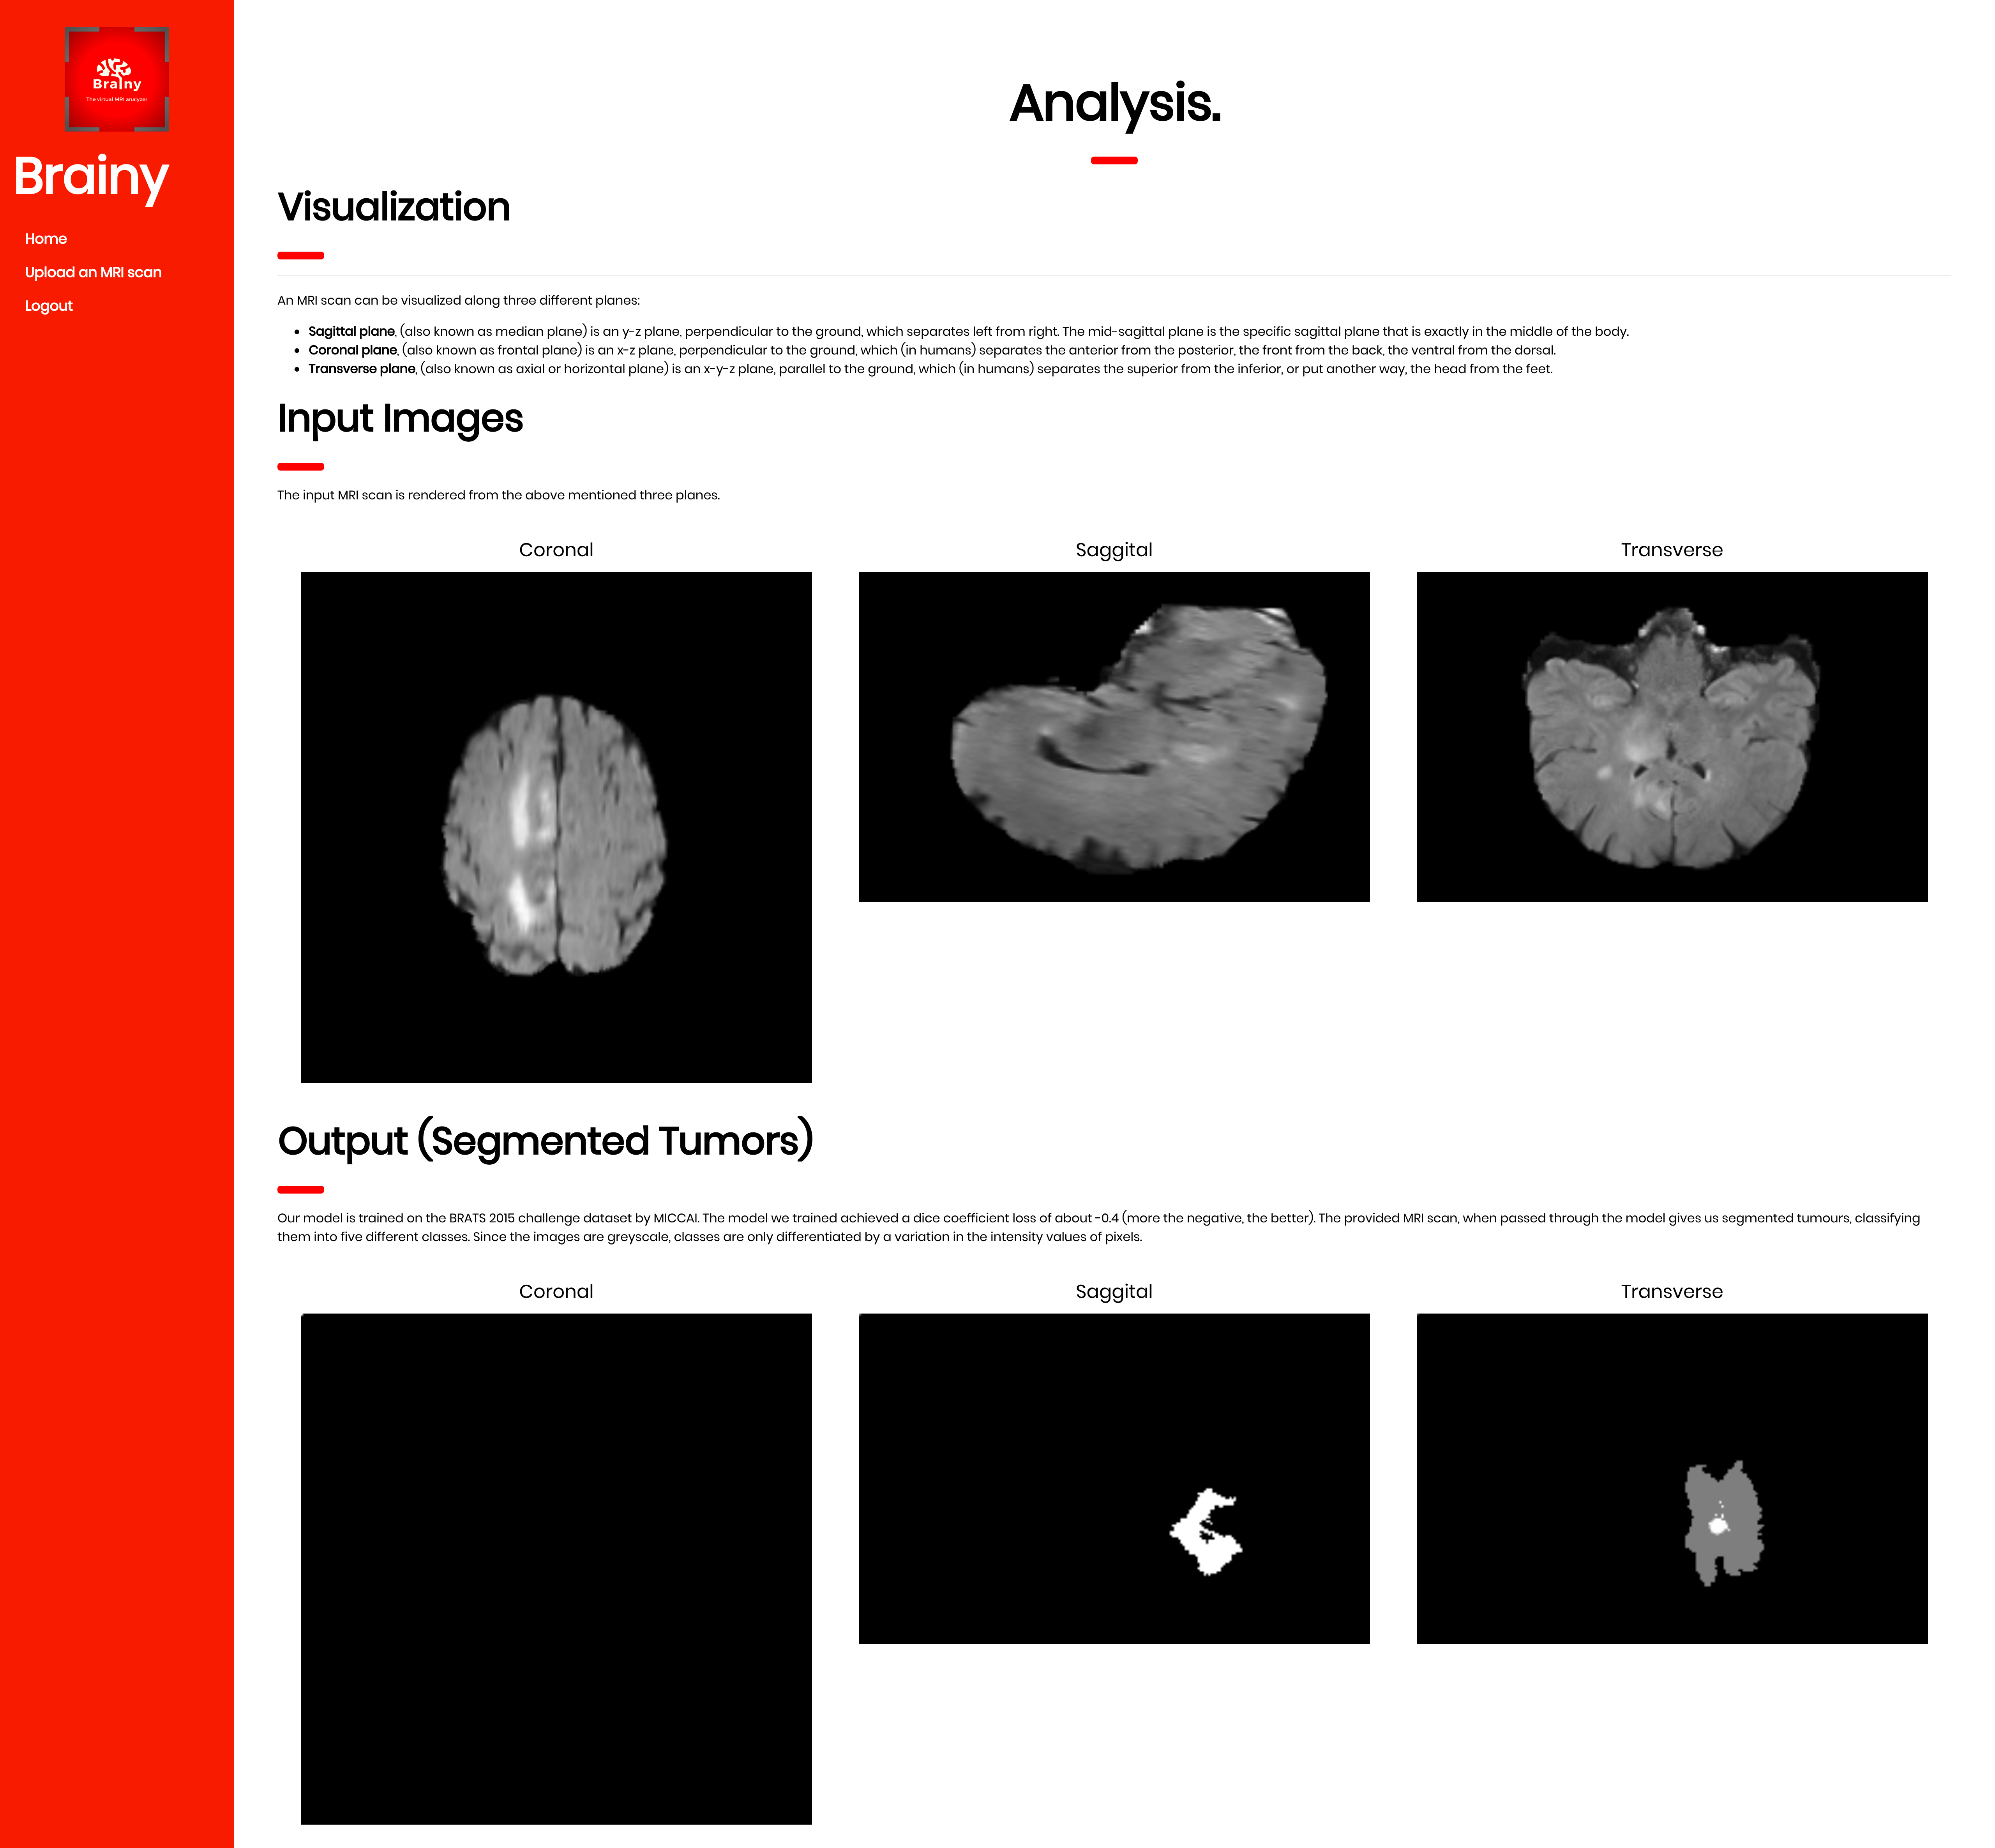 Brainy
The virtual MRI analyzer
Brainy
Home
Upload an MRI scan
Logout
Analysis.
Visualization
An MRI scan can be visualized along three different planes:
Sagittal plane, (also known as median plane) is an y-z plane, perpendicular to the ground, which separates left from right. The mid-sagittal plane is the specific sagittal plane that is exactly in the middle of the body.
Coronal plane, (also known as frontal plane) is an x-z plane, perpendicular to the ground, which (in humans) separates the anterior from the posterior, the front from the back, the ventral from the dorsal.
Transverse plane, (also known as axial or horizontal plane) is an x-y-z plane, parallel to the ground, which (in humans) separates the superior from the inferior, or put another way, the head from the feet.
Input Images
The input MRI scan is rendered from the above mentioned three planes.
Coronal
Saggital
Transverse
Output (Segmented Tumors)
Our model is trained on the BRATS 2015 challenge dataset by MICCAI. The model we trained achieved a dice coefficient loss of about -0.4 (more the negative, the better). The provided MRI scan, when passed through the model gives us segmented tumours, classifying
them into five different classes. Since the images are greyscale, classes are only differentiated by a variation in the intensity values of pixels.
Coronal
Saggital
Transverse